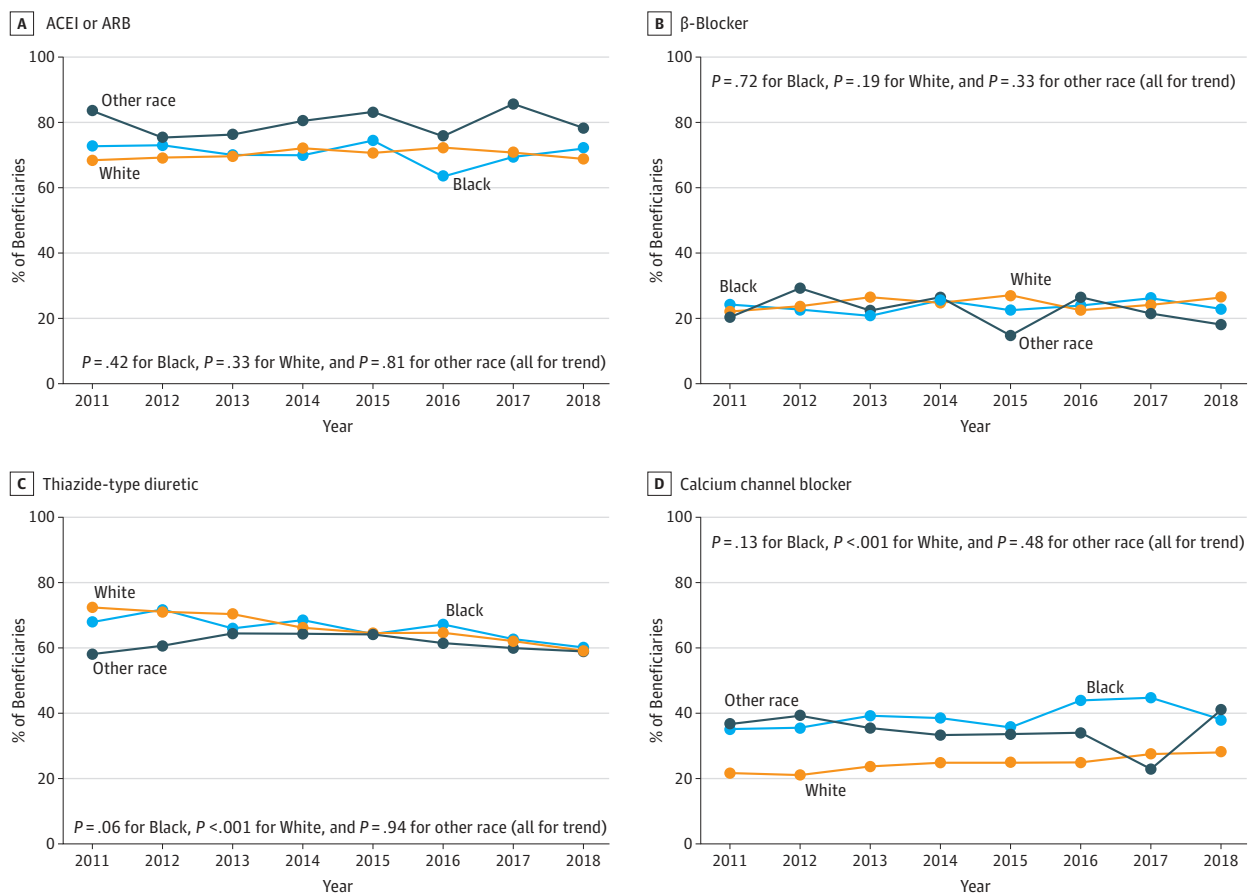 A ACEI or ARB
100
80
60
40
20
0
% of Beneficiaries
Other race
White
Black
P = .42 for Black, P = .33 for White, and P = .81 for other race (all for trend)
2011 2012 2013 2014 2015 2016 2017 2018
Year
B β-Blocker
100
80
60
40
20
0
% of Beneficiaries
P = .72 for Black, P = .19 for White, and P = .33 for other race (all for trend)
Black
White
Other race
2011 2012 2013 2014 2015 2016 2017 2018
Year
C Thiazide-type diuretic
100
80
60
40
20
0
% of Beneficiaries
White
Black
Other race
P = .06 for Black, P <.001 for White, and P = .94 for other race (all for trend)
2011 2012 2013 2014 2015 2016 2017 2018
Year
D Calcium channel blocker
100
80
60
40
20
0
% of Beneficiaries
P = .13 for Black, P <.001 for White, and P = .48 for other race (all for trend)
Other race
Black
White
2011 2012 2013 2014 2015 2016 2017 2018
Year